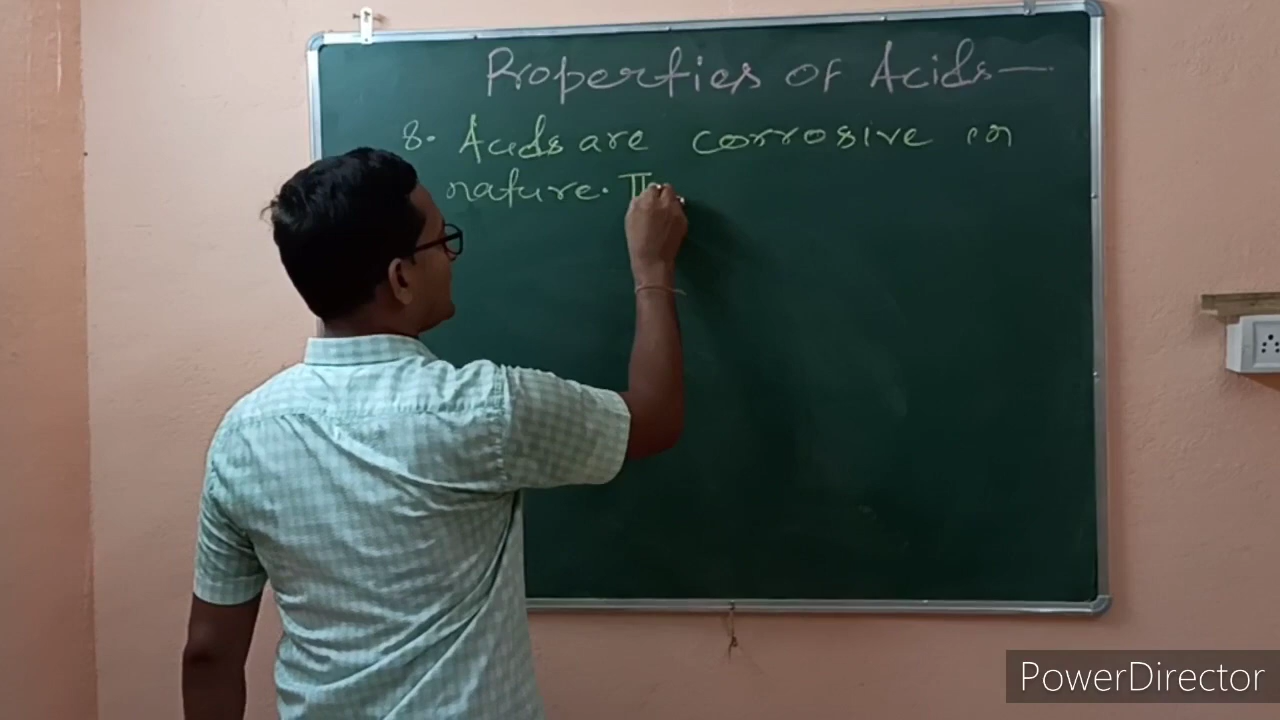 Properties of Acids—
8. Acids are corrosive in
nature.
PowerDirector